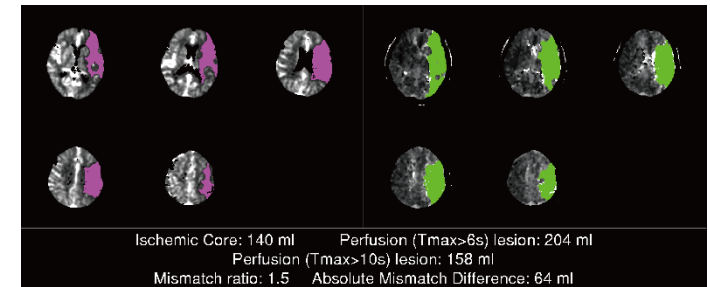 Ischemic Core: 140 ml Perfusion (Tmax>6s) lesion: 204 ml
Perfusion (Tmax>10s) lesion: 158 ml
Mismatch ratio: 1.5 Absolute Mismatch Difference: 64 ml